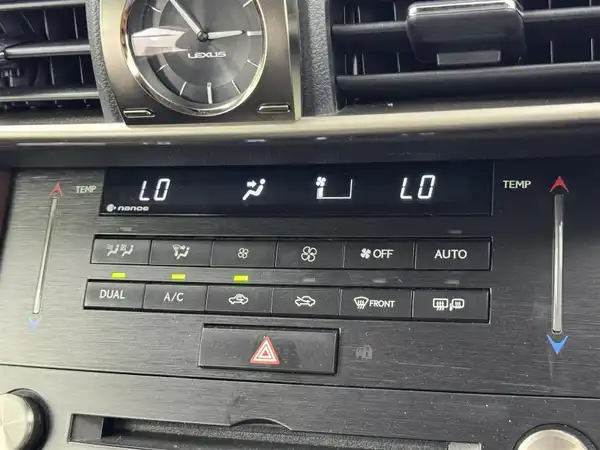 LEXUS
TEMP LO LO TEMP
nanoe
OFF AUTO
DUAL A/C FRONT